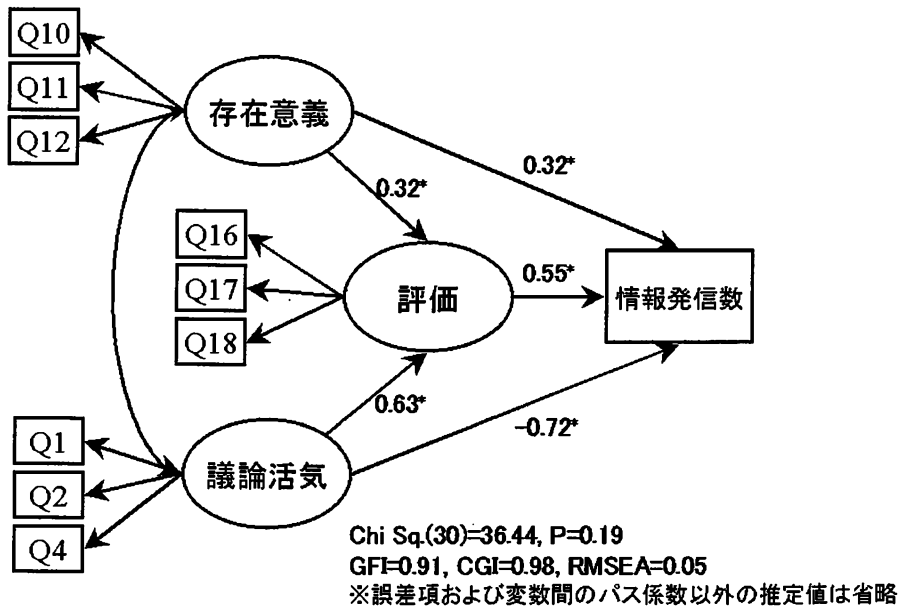 Q10
Q11
Q12
存在意義
0.32*
0.32*
Q16
Q17
Q18
評価
0.55*
情報発信数
0.63*
-0.72*
Q1
Q2
Q4
議論活気
Chi Sq.(30)=36.44, P=0.19
GFI=0.91, CGI=0.98, RMSEA=0.05
※誤差項および変数間のパス係数以外の推定値は省略